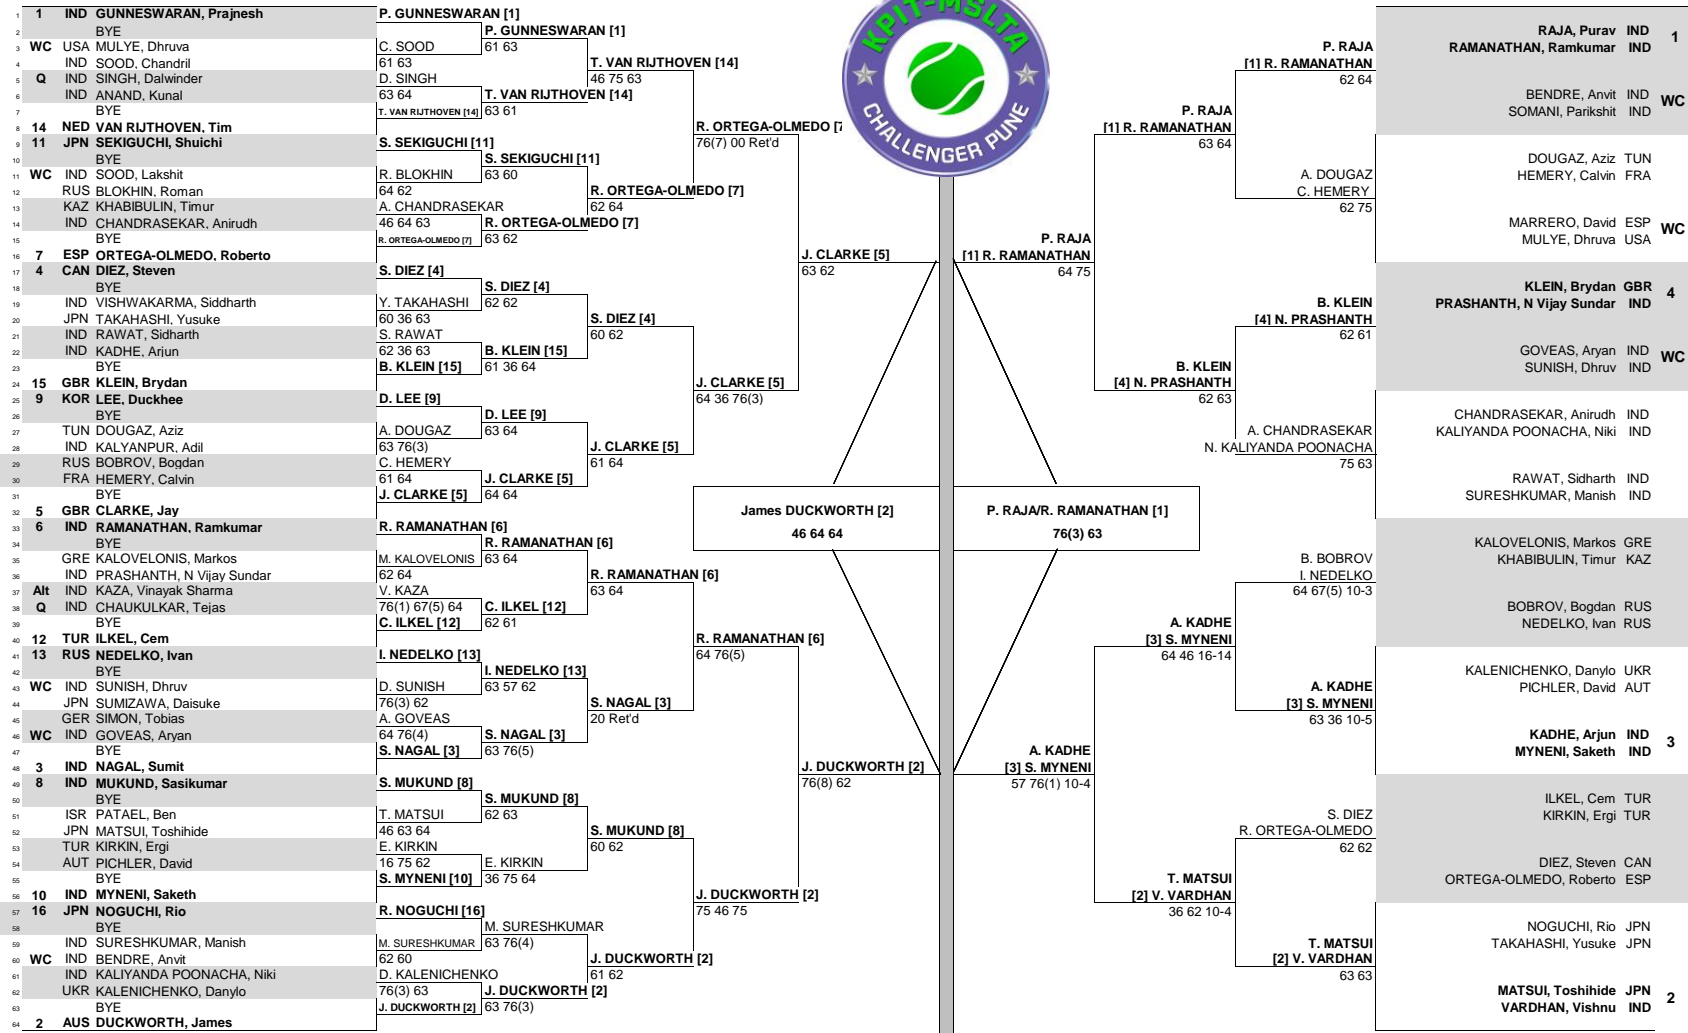 KPIT-MSLTA
CHALLENGER PUNE
1 1 IND GUNNESWARAN, Prajnesh
2 BYE
3 WC USA MULYE, Dhruva
4 IND SOOD, Chandril
5 Q IND SINGH, Dalwinder
6 IND ANAND, Kunal
7 BYE
8 14 NED VAN RIJTHOVEN, Tim
9 11 JPN SEKIGUCHI, Shuichi
10 BYE
11 WC IND SOOD, Lakshit
12 RUS BLOKHIN, Roman
13 KAZ KHABIBULIN, Timur
14 IND CHANDRASEKAR, Anirudh
15 BYE
16 7 ESP ORTEGA-OLMEDO, Roberto
17 4 CAN DIEZ, Steven
18 BYE
19 IND VISHWAKARMA, Siddharth
20 JPN TAKAHASHI, Yusuke
21 IND RAWAT, Sidharth
22 IND KADHE, Arjun
23 BYE
24 15 GBR KLEIN, Brydan
25 9 KOR LEE, Duckhee
26 BYE
27 TUN DOUGAZ, Aziz
28 IND KALYANPUR, Adil
29 RUS BOBROV, Bogdan
30 FRA HEMERY, Calvin
31 BYE
32 5 GBR CLARKE, Jay
33 6 IND RAMANATHAN, Ramkumar
34 BYE
35 GRE KALOVELONIS, Markos
36 IND PRASHANTH, N Vijay Sundar
37 Alt IND KAZA, Vinayak Sharma
38 Q IND CHAUKULKAR, Tejas
39 BYE
40 12 TUR ILKEL, Cem
41 13 RUS NEDELKO, Ivan
42 BYE
43 WC IND SUNISH, Dhruv
44 JPN SUMIZAWA, Daisuke
45 GER SIMON, Tobias
46 WC IND GOVEAS, Aryan
47 BYE
48 3 IND NAGAL, Sumit
49 8 IND MUKUND, Sasikumar
50 BYE
51 ISR PATAEL, Ben
52 JPN MATSUI, Toshihide
53 TUR KIRKIN, Ergi
54 AUT PICHLER, David
55 BYE
56 10 IND MYNENI, Saketh
57 16 JPN NOGUCHI, Rio
58 BYE
59 IND SURESHKUMAR, Manish
60 WC IND BENDRE, Anvit
61 IND KALIYANDA POONACHA, Niki
62 UKR KALENICHENKO, Danylo
63 BYE
64 2 AUS DUCKWORTH, James
P. GUNNESWARAN [1]
C. SOOD
61 63
D. SINGH
63 64
T. VAN RIJTHOVEN [14]
S. SEKIGUCHI [11]
R. BLOKHIN
64 62
A. CHANDRASEKAR
46 64 63
R. ORTEGA-OLMEDO [7]
S. DIEZ [4]
Y. TAKAHASHI
60 36 63
S. RAWAT
62 36 63
B. KLEIN [15]
D. LEE [9]
A. DOUGAZ
63 76(3)
C. HEMERY
61 64
J. CLARKE [5]
R. RAMANATHAN [6]
M. KALOVELONIS
62 64
V. KAZA
76(1) 67(5) 64
C. ILKEL [12]
I. NEDELKO [13]
D. SUNISH
76(3) 62
A. GOVEAS
64 76(4)
S. NAGAL [3]
S. MUKUND [8]
T. MATSUI
46 63 64
E. KIRKIN
16 75 62
S. MYNENI [10]
R. NOGUCHI [16]
M. SURESHKUMAR
62 60
D. KALENICHENKO
76(3) 63
J. DUCKWORTH [2]
P. GUNNESWARAN [1]
61 63
T. VAN RIJTHOVEN [14]
63 61
S. SEKIGUCHI [11]
63 60
R. ORTEGA-OLMEDO [7]
63 62
S. DIEZ [4]
62 62
B. KLEIN [15]
61 36 64
D. LEE [9]
63 64
J. CLARKE [5]
64 64
R. RAMANATHAN [6]
63 64
C. ILKEL [12]
62 61
I. NEDELKO [13]
63 57 62
S. NAGAL [3]
63 76(5)
S. MUKUND [8]
62 63
E. KIRKIN
36 75 64
M. SURESHKUMAR
63 76(4)
J. DUCKWORTH [2]
63 76(3)
T. VAN RIJTHOVEN [14]
46 75 63
R. ORTEGA-OLMEDO [7]
62 64
S. DIEZ [4]
60 62
J. CLARKE [5]
61 64
R. RAMANATHAN [6]
63 64
S. NAGAL [3]
20 Ret'd
S. MUKUND [8]
60 62
J. DUCKWORTH [2]
61 62
R. ORTEGA-OLMEDO [7
76(7) 00 Ret'd
J. CLARKE [5]
64 36 76(3)
R. RAMANATHAN [6]
64 76(5)
J. DUCKWORTH [2]
75 46 75
J. CLARKE [5]
63 62
J. DUCKWORTH [2]
76(8) 62
James DUCKWORTH [2]
46 64 64
P. RAJA/R. RAMANATHAN [1]
76(3) 63
P. RAJA
[1] R. RAMANATHAN
64 75
A. KADHE
[3] S. MYNENI
57 76(1) 10-4
P. RAJA
[1] R. RAMANATHAN
63 64
B. KLEIN
[4] N. PRASHANTH
62 63
A. KADHE
[3] S. MYNENI
64 46 16-14
T. MATSUI
[2] V. VARDHAN
36 62 10-4
P. RAJA
[1] R. RAMANATHAN
62 64
A. DOUGAZ
C. HEMERY
62 75
B. KLEIN
[4] N. PRASHANTH
62 61
A. CHANDRASEKAR
N. KALIYANDA POONACHA
75 63
B. BOBROV
I. NEDELKO
64 67(5) 10-3
A. KADHE
[3] S. MYNENI
63 36 10-5
S. DIEZ
R. ORTEGA-OLMEDO
62 62
T. MATSUI
[2] V. VARDHAN
63 63
RAJA, Purav IND 1
RAMANATHAN, Ramkumar IND
BENDRE, Anvit IND WC
SOMANI, Parikshit IND
DOUGAZ, Aziz TUN
HEMERY, Calvin FRA
MARRERO, David ESP WC
MULYE, Dhruva USA
KLEIN, Brydan GBR 4
PRASHANTH, N Vijay Sundar IND
GOVEAS, Aryan IND WC
SUNISH, Dhruv IND
CHANDRASEKAR, Anirudh IND
KALIYANDA POONACHA, Niki IND
RAWAT, Sidharth IND
SURESHKUMAR, Manish IND
KALOVELONIS, Markos GRE
KHABIBULIN, Timur KAZ
BOBROV, Bogdan RUS
NEDELKO, Ivan RUS
KALENICHENKO, Danylo UKR
PICHLER, David AUT
KADHE, Arjun IND 3
MYNENI, Saketh IND
ILKEL, Cem TUR
KIRKIN, Ergi TUR
DIEZ, Steven CAN
ORTEGA-OLMEDO, Roberto ESP
NOGUCHI, Rio JPN
TAKAHASHI, Yusuke JPN
MATSUI, Toshihide JPN 2
VARDHAN, Vishnu IND